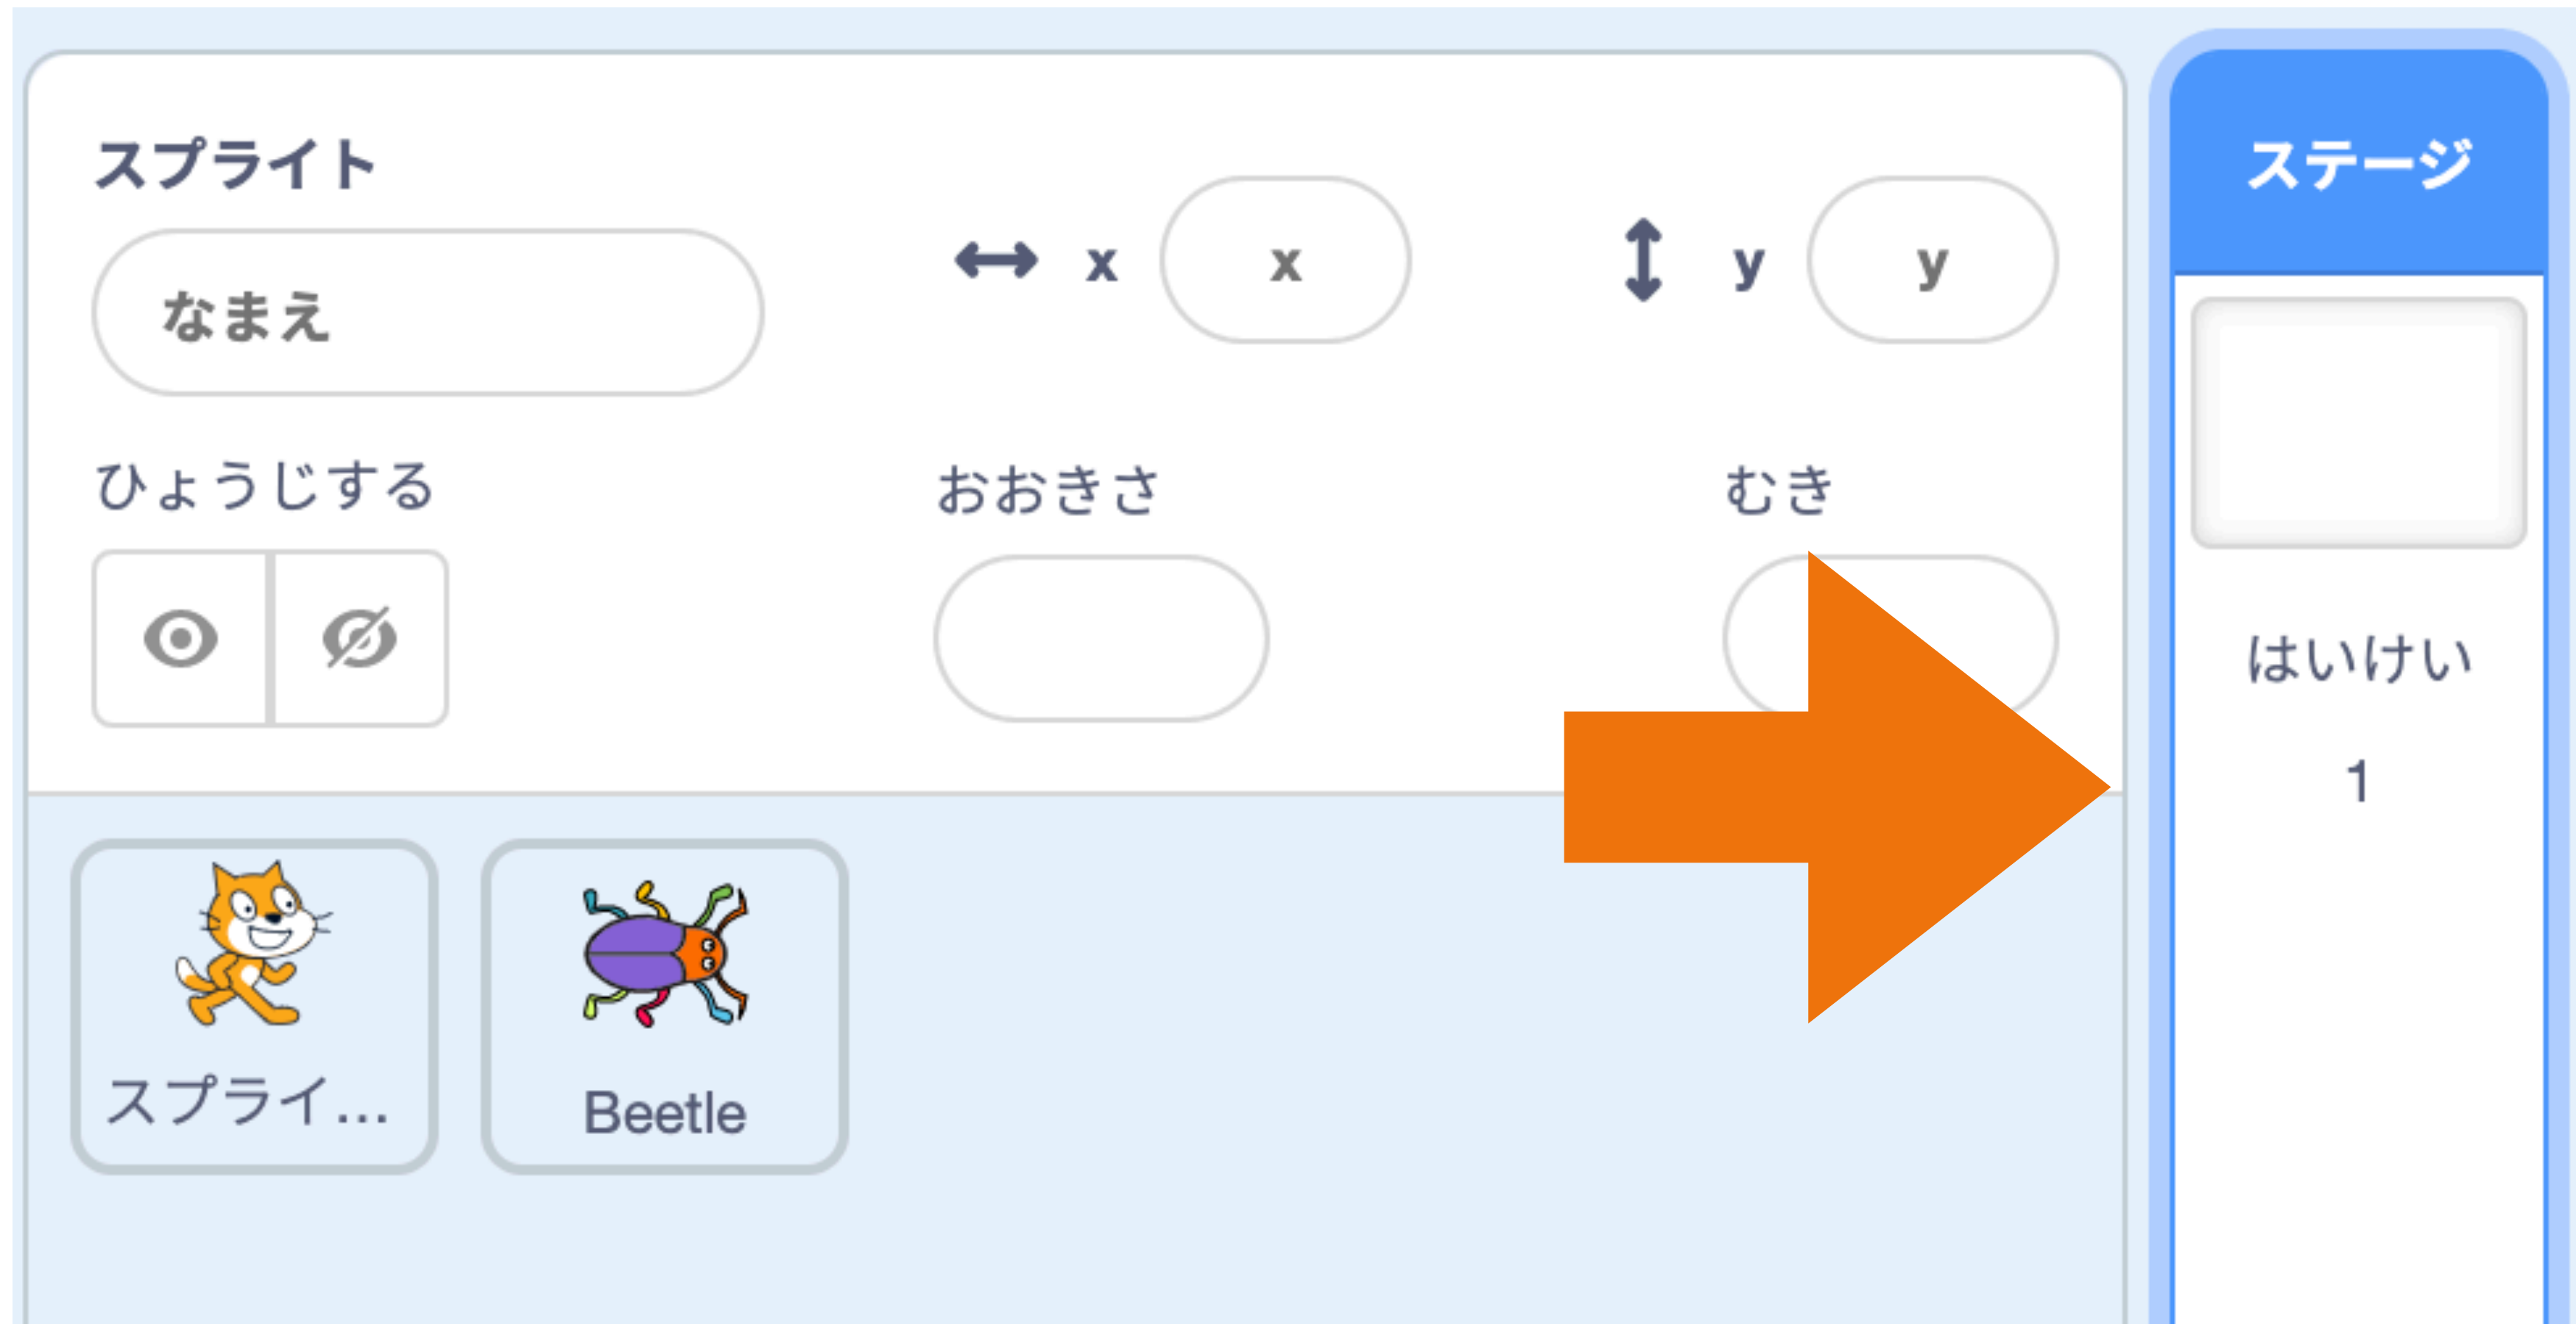 スプライト
なまえ
x
x
y
y
ひょうじする
おおきさ
むき
スプライ...
Beetle
ステージ
はいけい
1